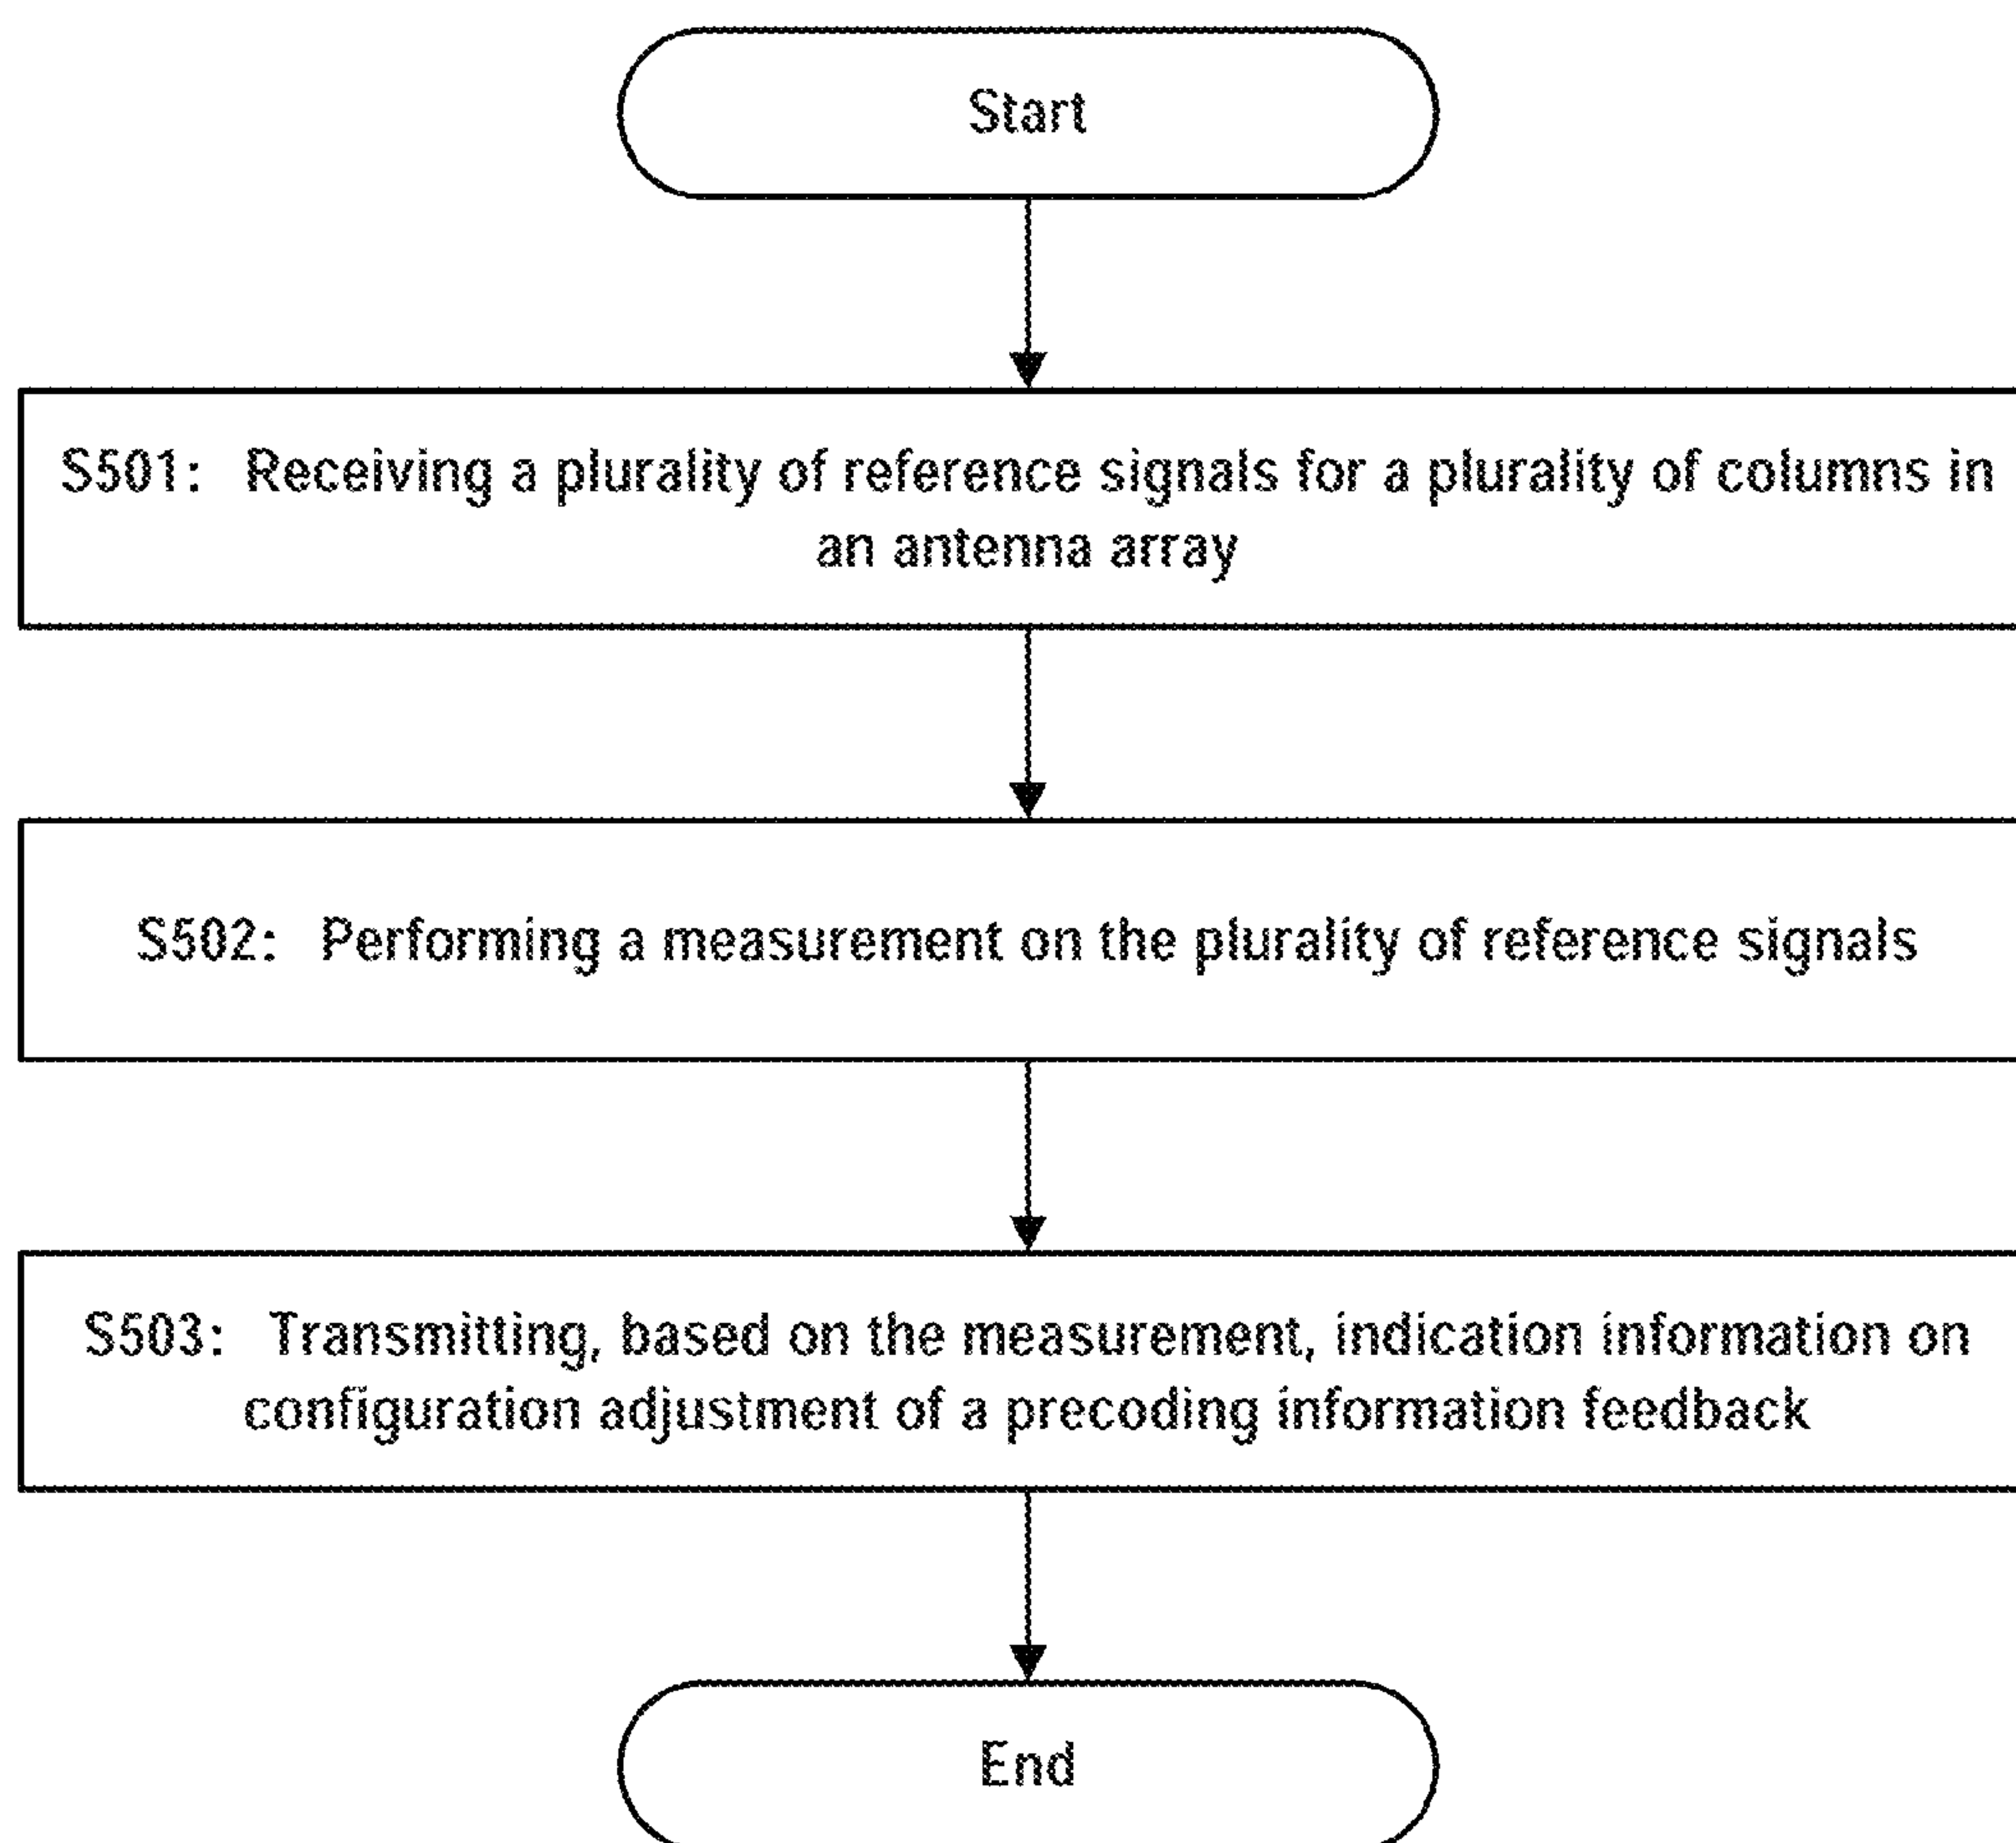 Start
S501: Receiving a plurality of reference signals for a plurality of columns in
an antenna array
S502: Performing a measurement on the plurality of reference signals
S503: Transmitting, based on the measurement, indication information on
configuration adjustment of a precoding information feedback
End